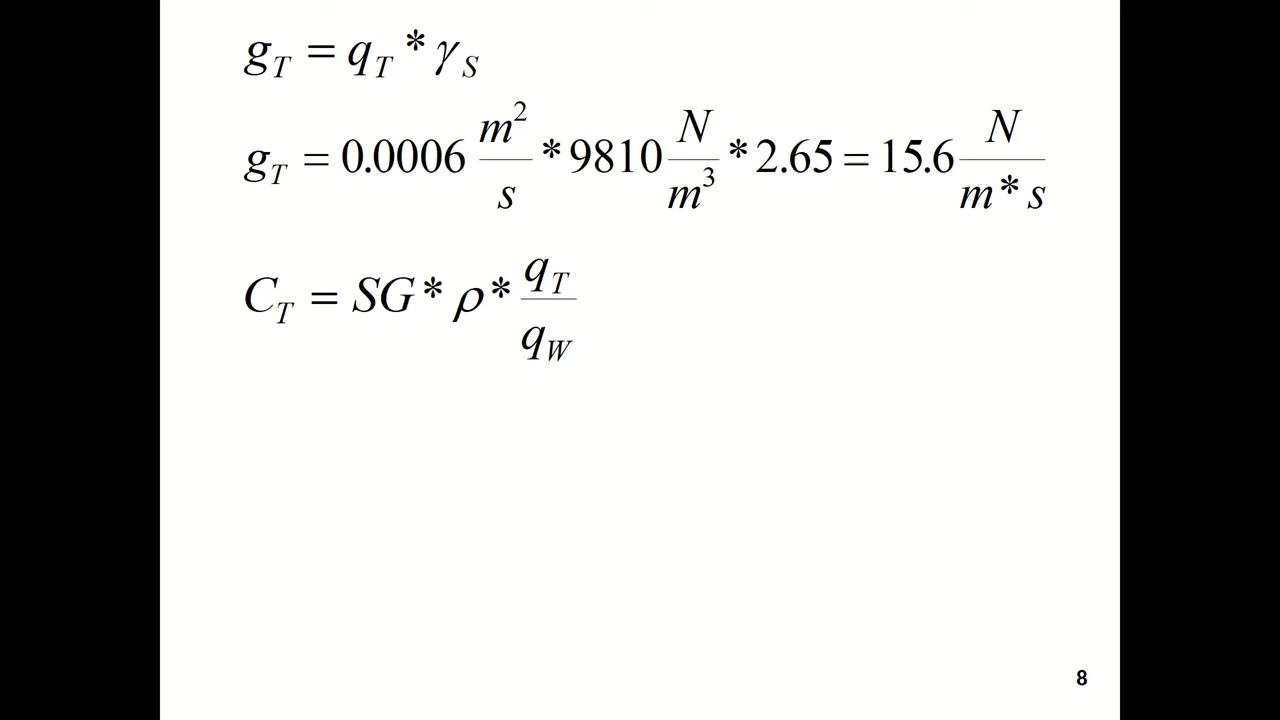 g_T = q_T * γ_S
g_T = 0.0006 m²/s * 9810 N/m³ * 2.65 = 15.6 N/(m * s)
C_T = SG * ρ * q_T/q_W
8